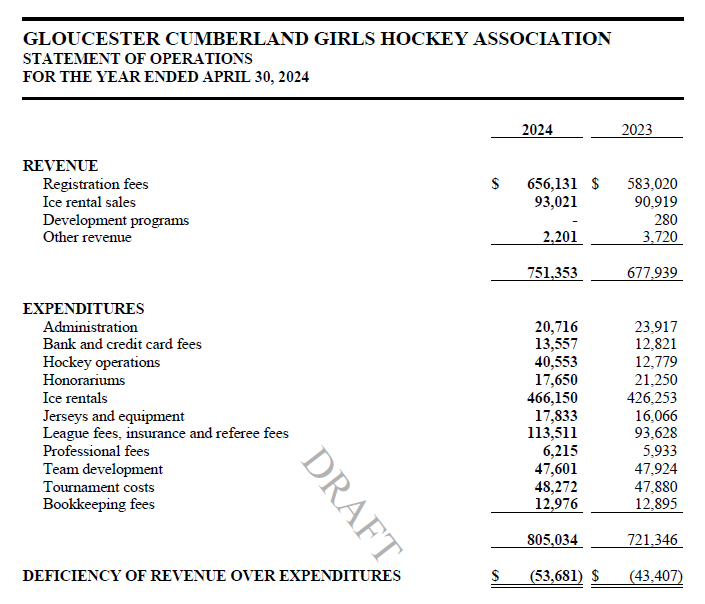 GLOUCESTER CUMBERLAND GIRLS HOCKEY ASSOCIATION
STATEMENT OF OPERATIONS
FOR THE YEAR ENDED APRIL 30, 2024
2024 2023
REVENUE
Registration fees $ 656,131 $ 583,020
Ice rental sales 93,021 90,919
Development programs - 280
Other revenue 2,201 3,720
751,353 677,939
EXPENDITURES
Administration 20,716 23,917
Bank and credit card fees 13,557 12,821
Hockey operations 40,553 12,779
Honorariums 17,650 21,250
Ice rentals 466,150 426,253
Jerseys and equipment 17,833 16,066
League fees, insurance and referee fees 113,511 93,628
Professional fees 6,215 5,933
Team development 47,601 47,924
Tournament costs 48,272 47,880
Bookkeeping fees 12,976 12,895
DRAFT
805,034 721,346
DEFICIENCY OF REVENUE OVER EXPENDITURES $ (53,681) $ (43,407)